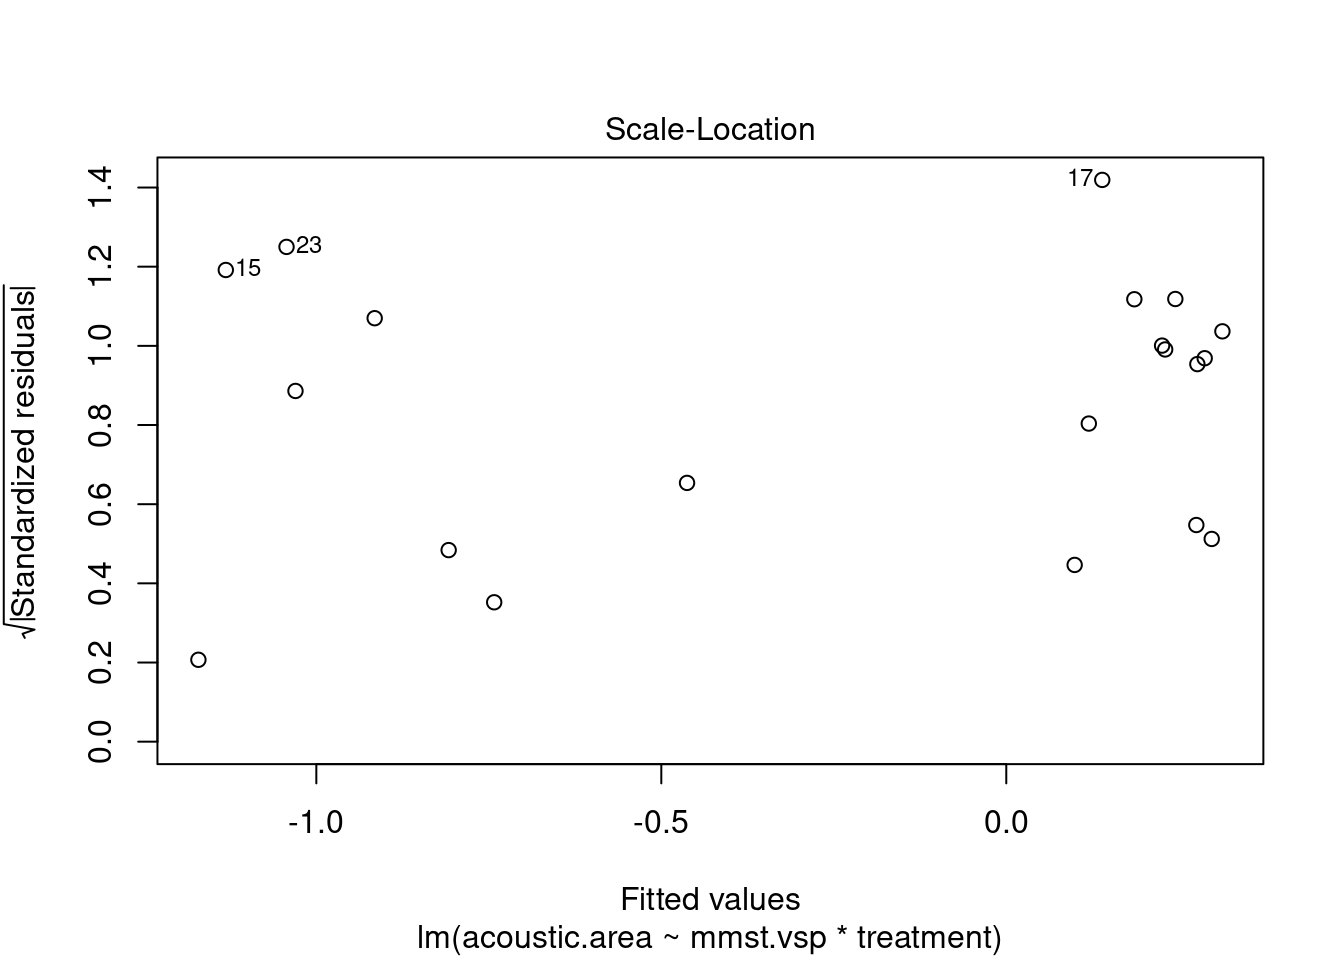 Scale-Location
√|Standardized residuals|
1.4
1.2
1.0
0.8
0.6
0.4
0.2
0.0
17
23
15
-1.0 -0.5 0.0
Fitted values
lm(acoustic.area ~ mmst.vsp * treatment)